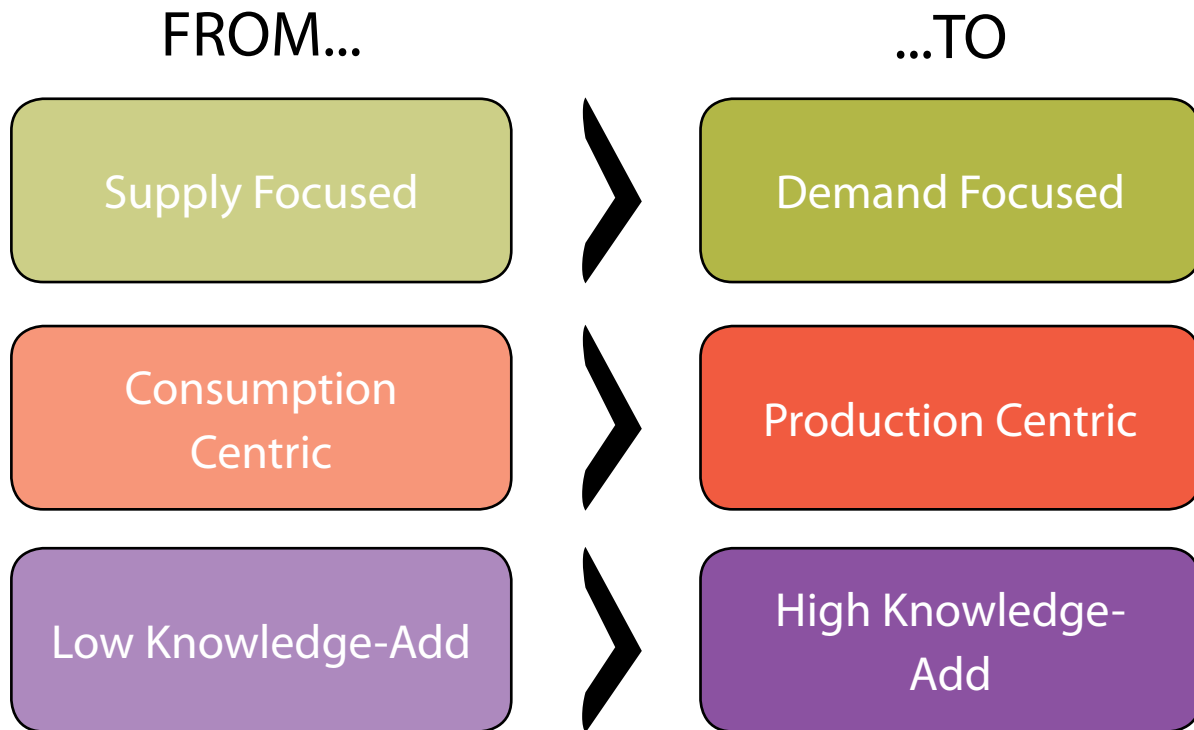 FROM...
...TO
Supply Focused
Demand Focused
Consumption
Centric
Production Centric
Low Knowledge-Add
High Knowledge-
Add